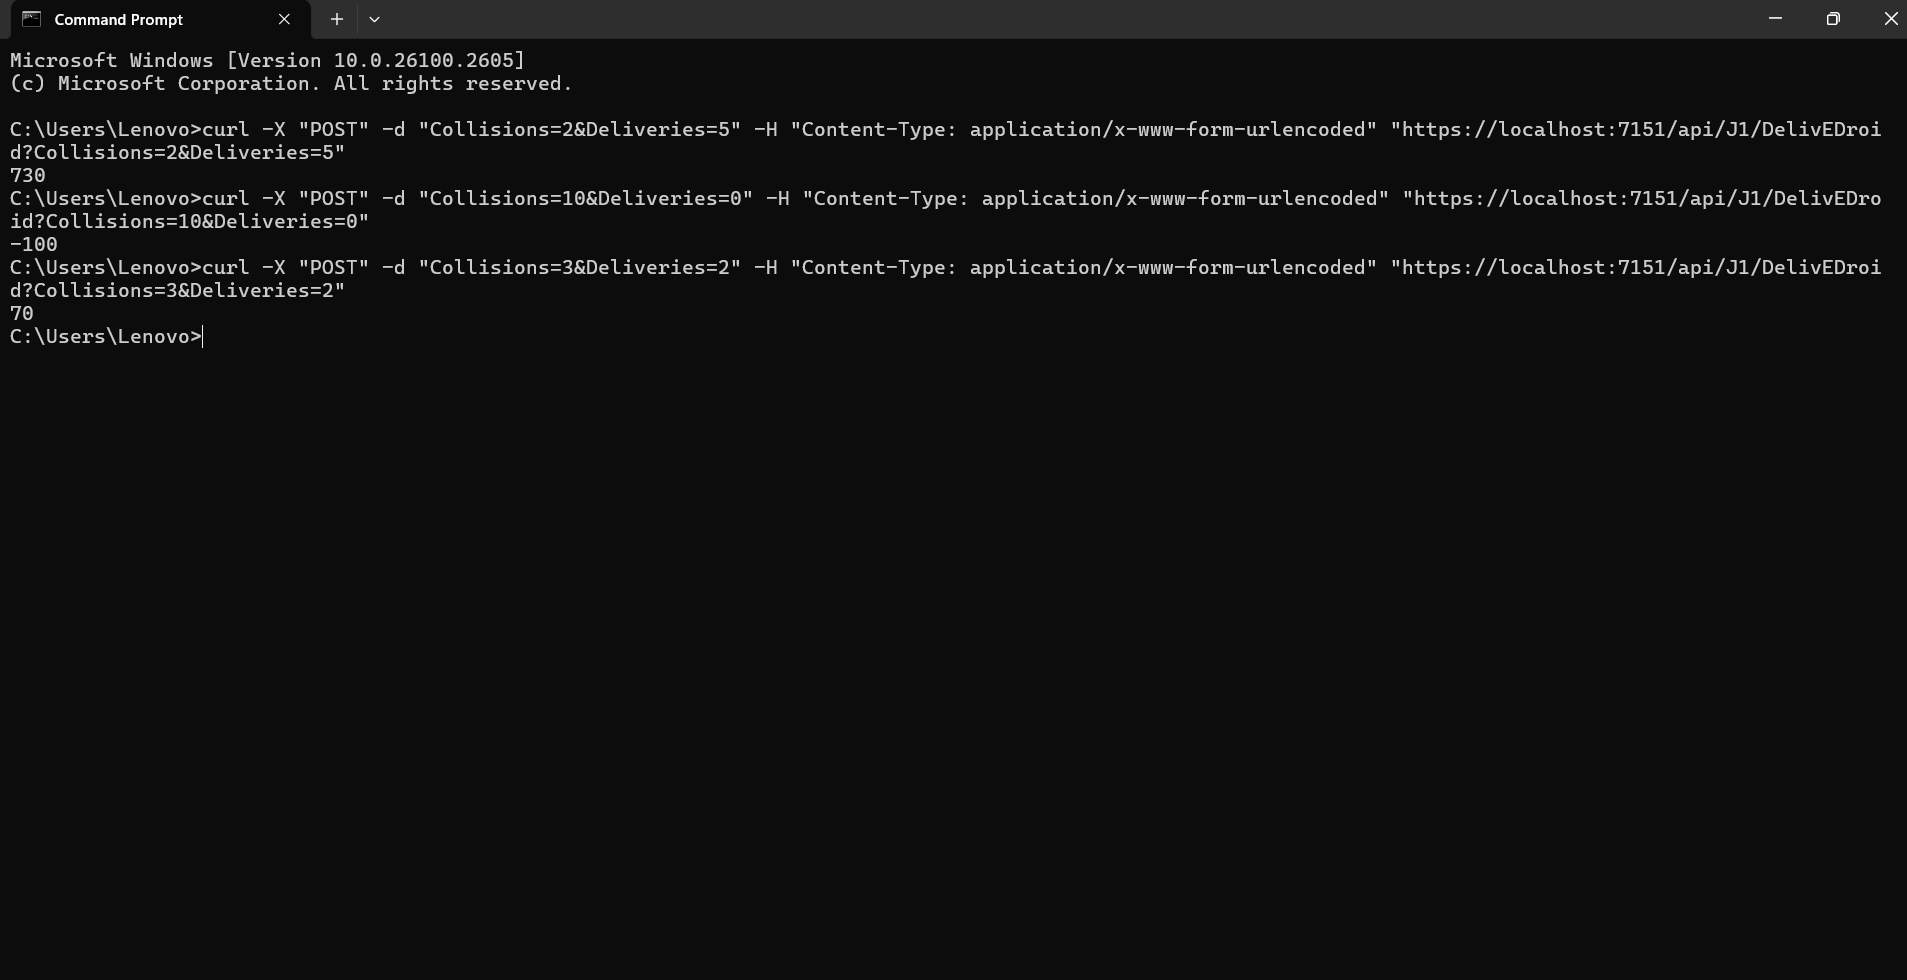 Command Prompt
Microsoft Windows [Version 10.0.26100.2605]
(c) Microsoft Corporation. All rights reserved.
C:\Users\Lenovo>curl -X "POST" -d "Collisions=2&Deliveries=5" -H "Content-Type: application/x-www-form-urlencoded" "https://localhost:7151/api/J1/DelivEDroi
d?Collisions=2&Deliveries=5"
730
C:\Users\Lenovo>curl -X "POST" -d "Collisions=10&Deliveries=0" -H "Content-Type: application/x-www-form-urlencoded" "https://localhost:7151/api/J1/DelivEDro
id?Collisions=10&Deliveries=0"
-100
C:\Users\Lenovo>curl -X "POST" -d "Collisions=3&Deliveries=2" -H "Content-Type: application/x-www-form-urlencoded" "https://localhost:7151/api/J1/DelivEDroi
d?Collisions=3&Deliveries=2"
70
C:\Users\Lenovo>